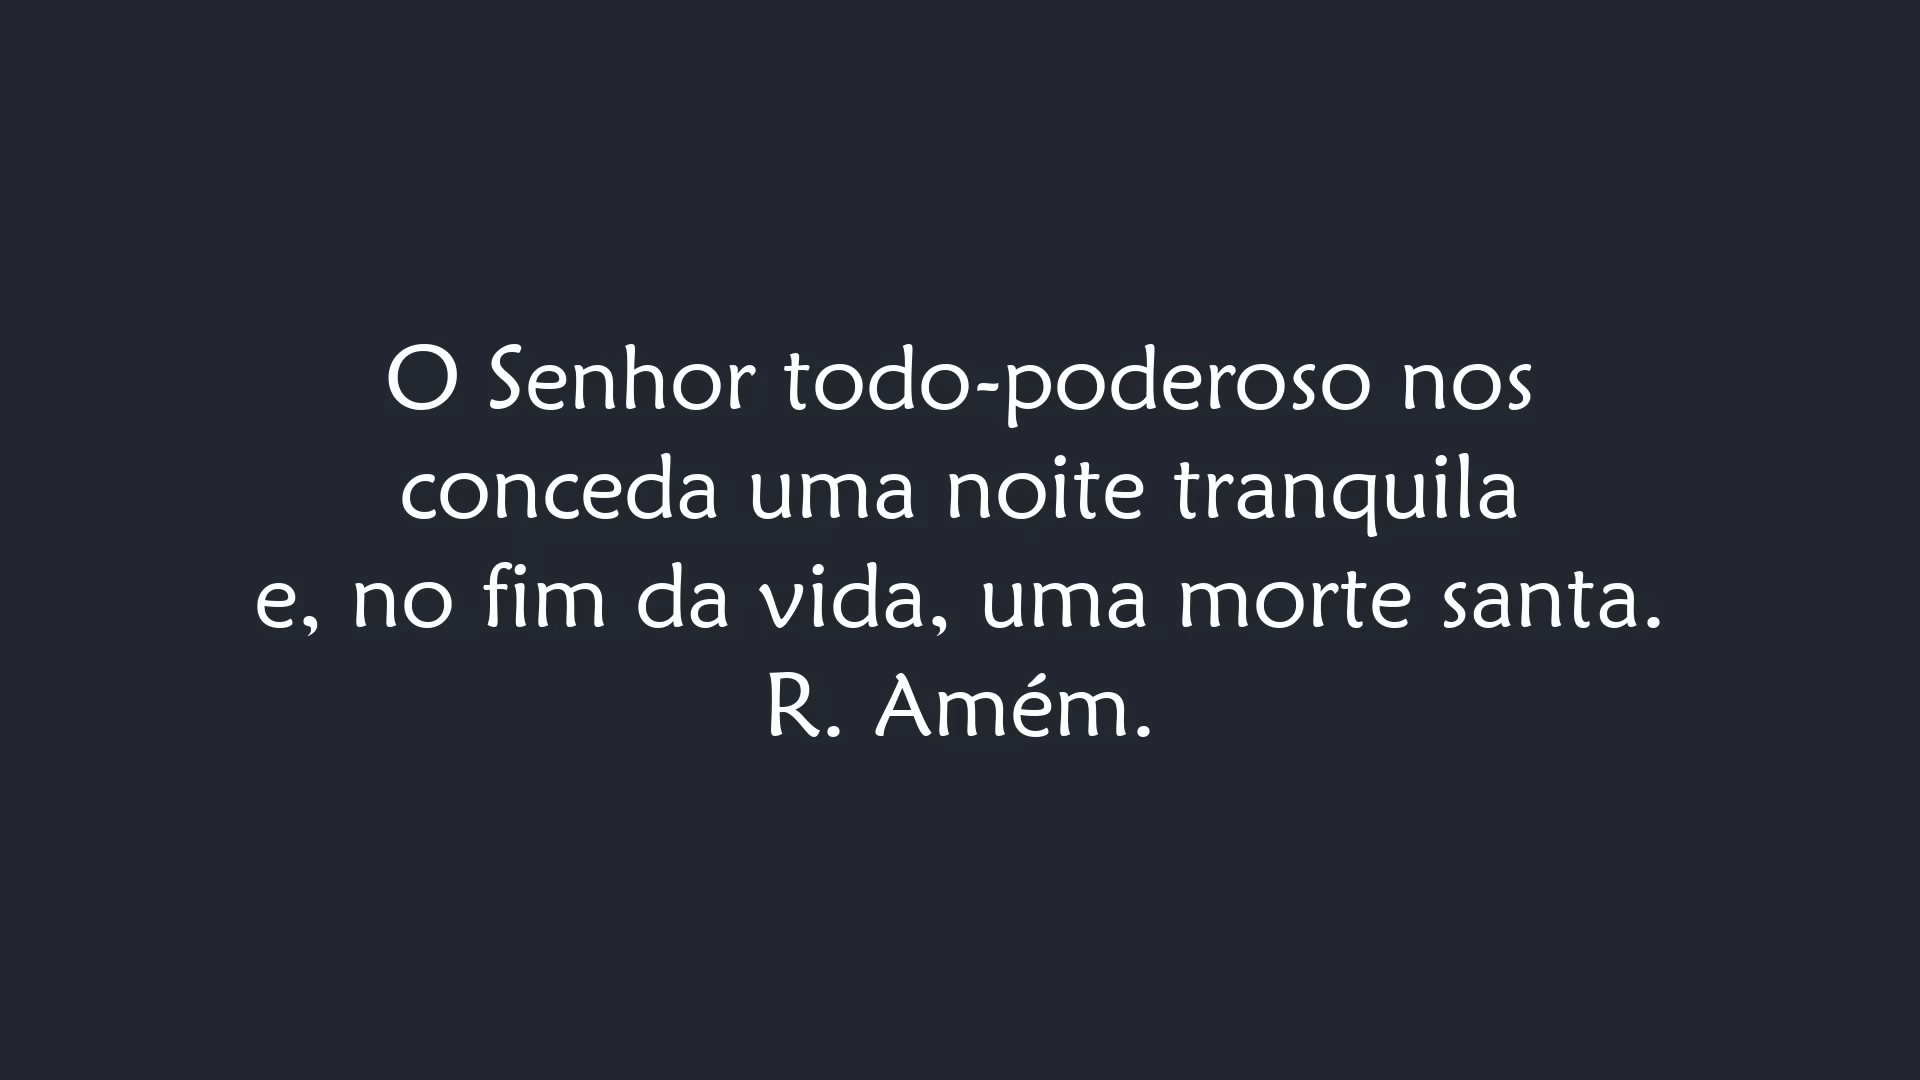 O Senhor todo-poderoso nos
conceda uma noite tranquila
e, no fim da vida, uma morte santa.
R. Amém.